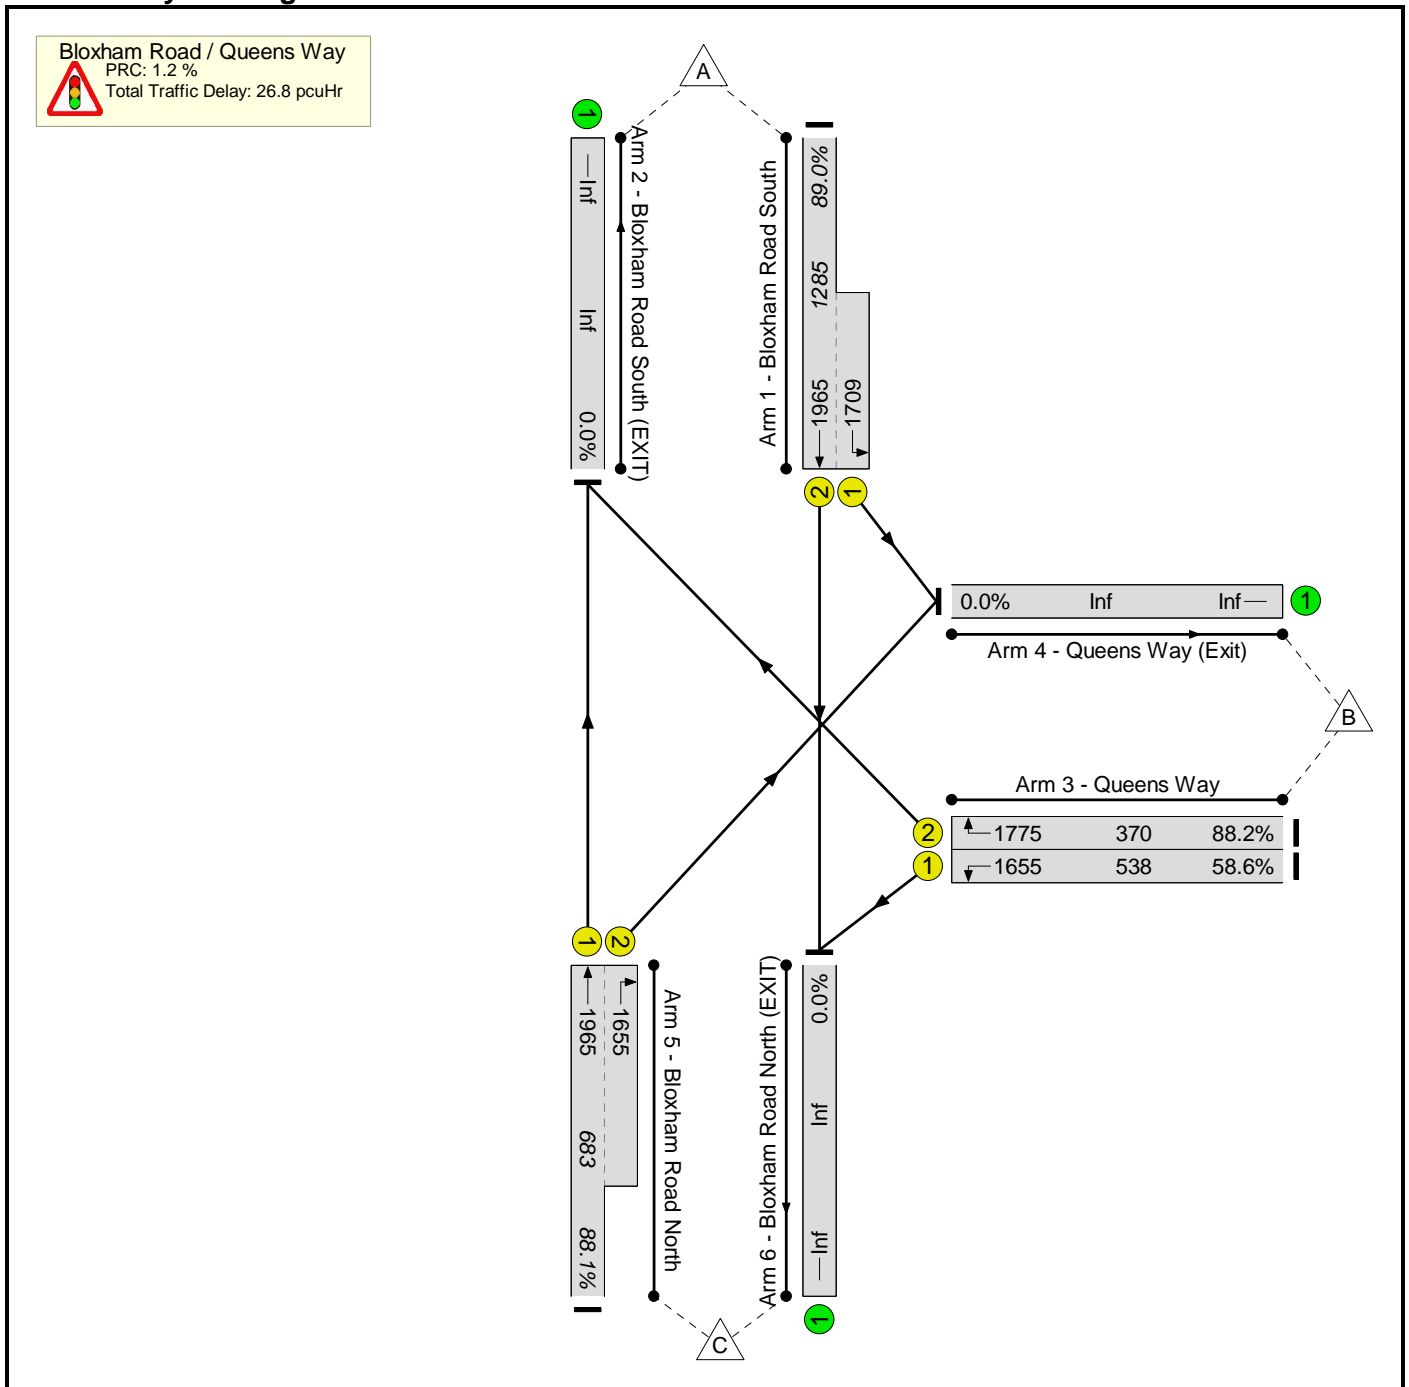 Bloxham Road / Queens Way
PRC: 1.2 %
Total Traffic Delay: 26.8 pcuHr
A
1
Inf
Inf
0.0%
Arm 2 - Bloxham Road South (EXIT)
Arm 1 - Bloxham Road South
89.0%
1285
1965
1709
2
1
0.0% Inf Inf
1
Arm 4 - Queens Way (Exit)
B
Arm 3 - Queens Way
2
1775 370 88.2%
1
1655 538 58.6%
1
2
1965
1655
683
88.1%
Arm 5 - Bloxham Road North
Arm 6 - Bloxham Road North (EXIT)
0.0%
Inf
Inf
1
C